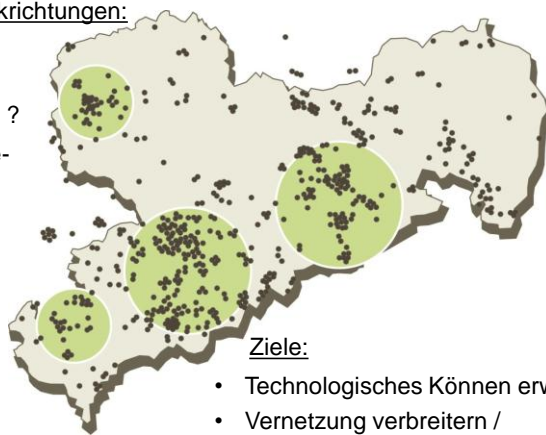 krichtungen:
?
-
Ziele:
• Technologisches Können erw
• Vernetzung verbreitern /